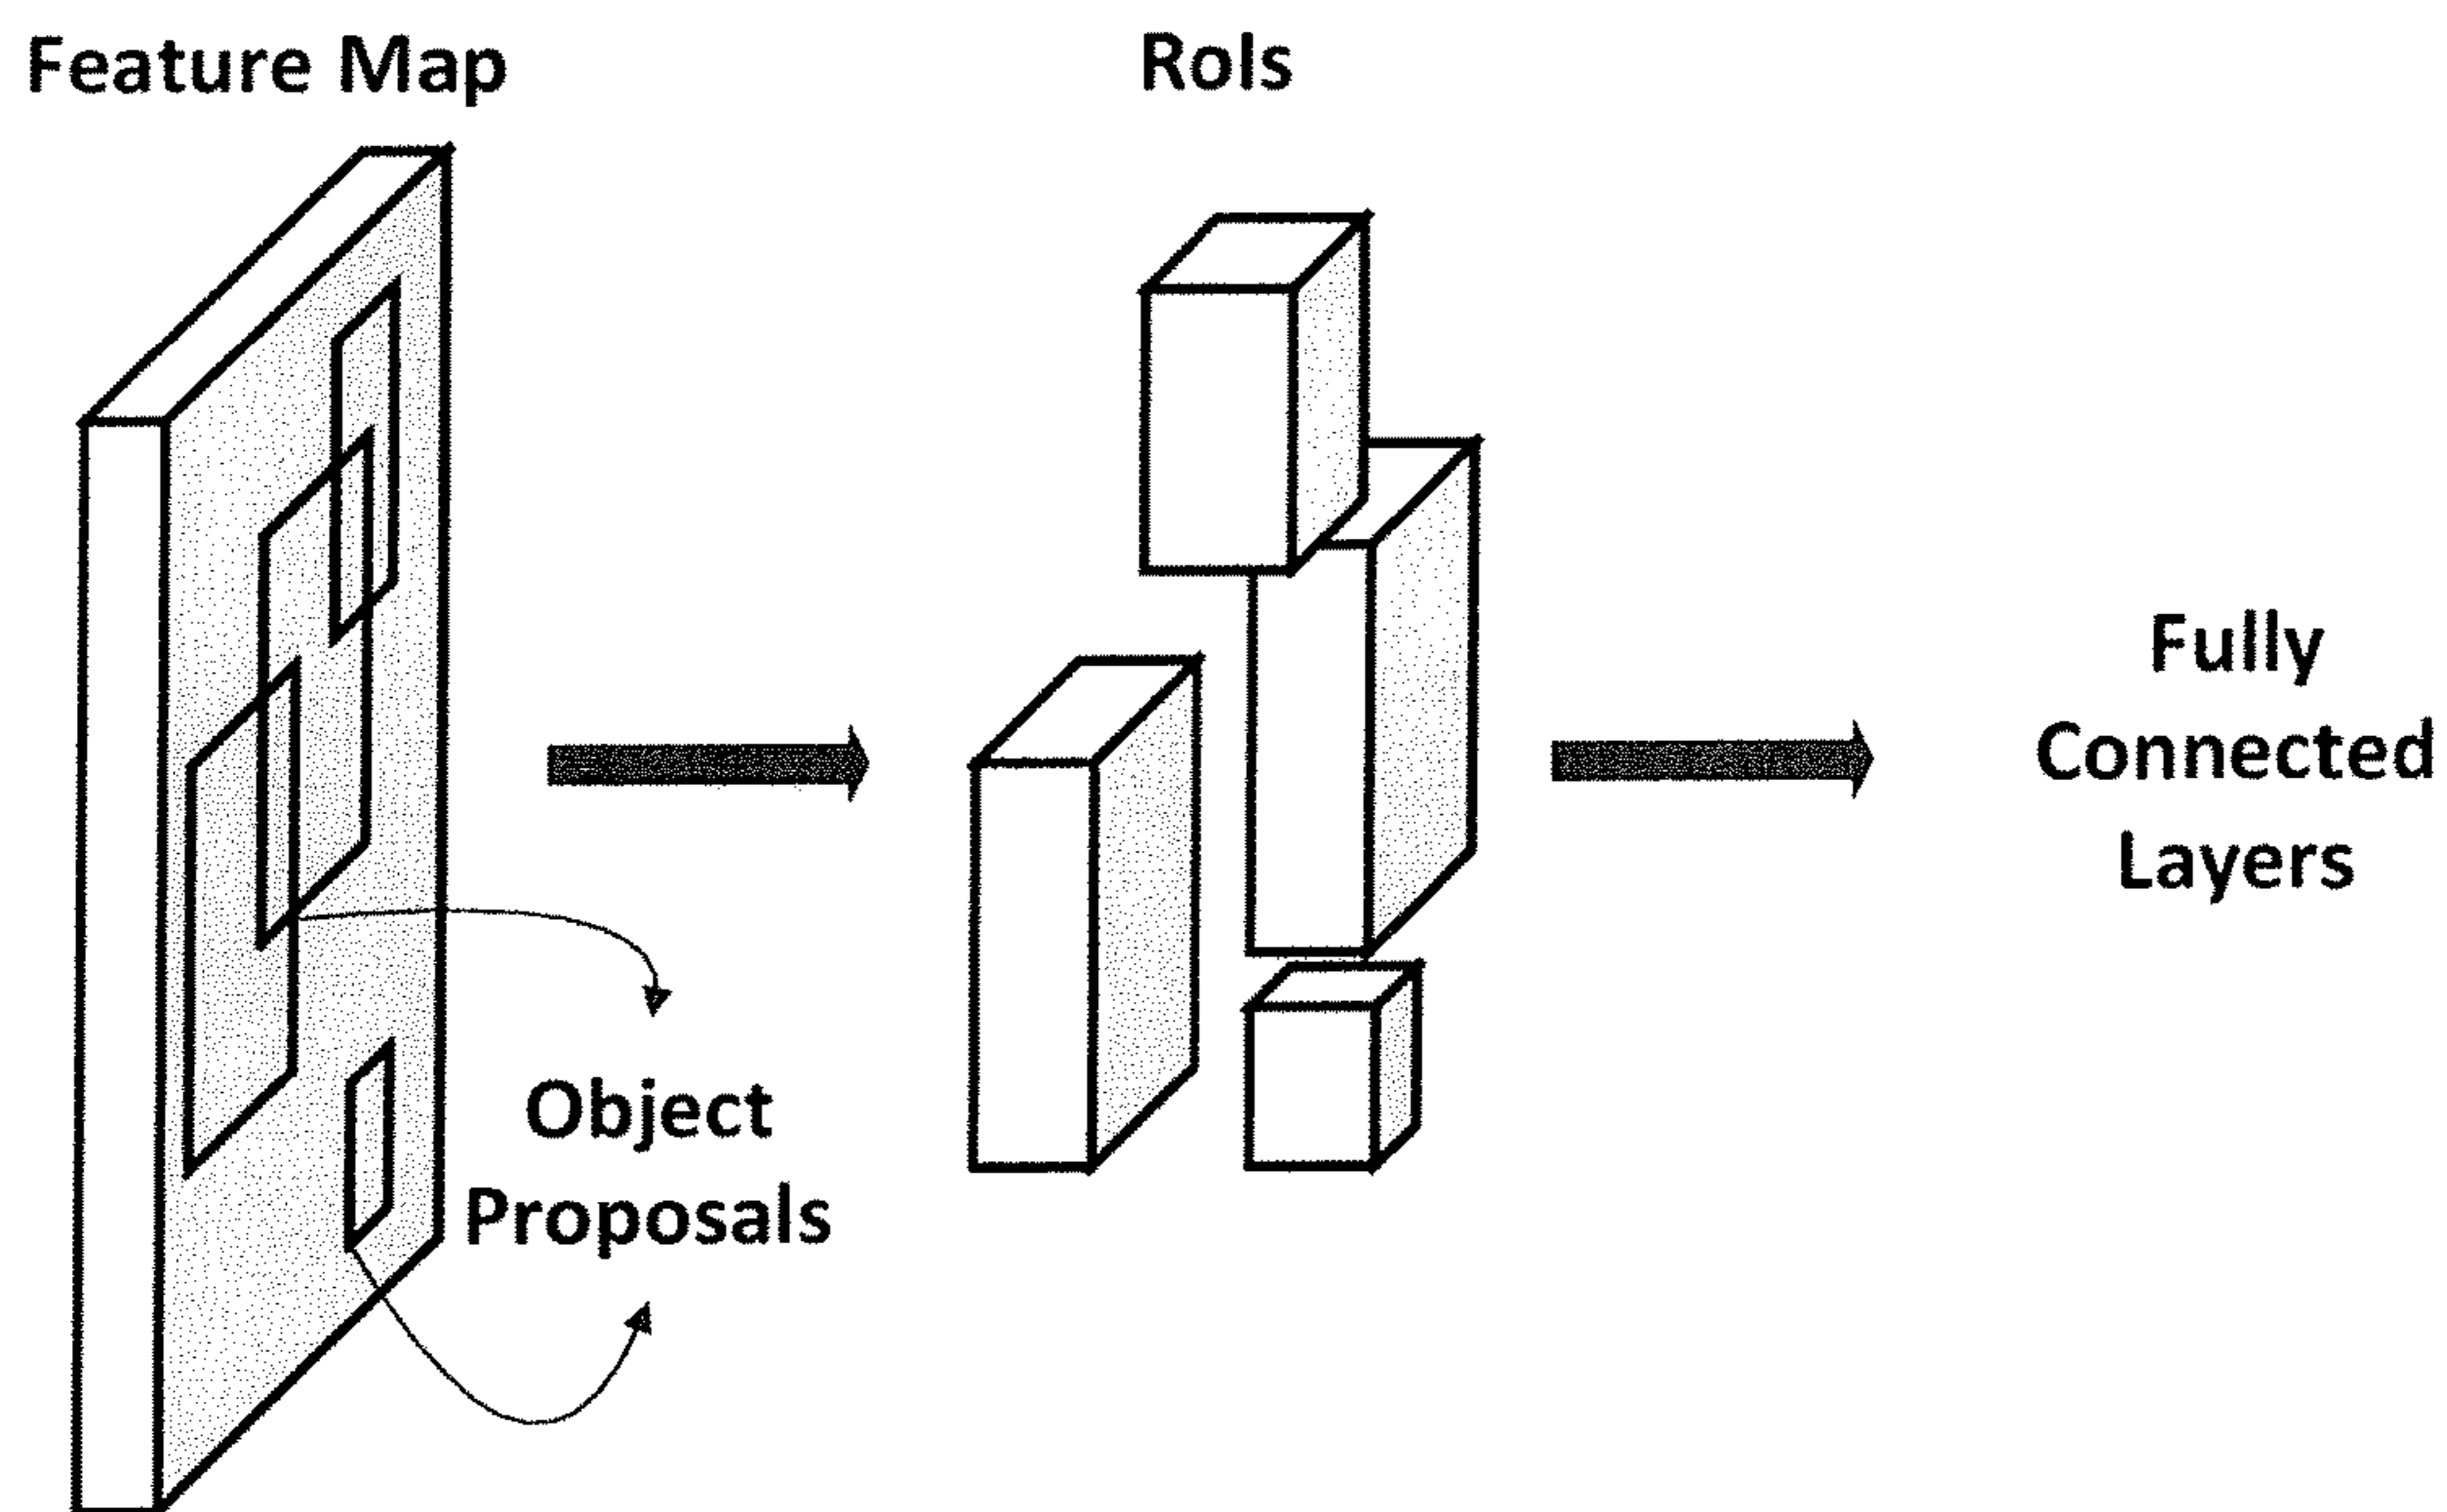 Feature Map
RoIs
Fully
Connected
Layers
Object
Proposals